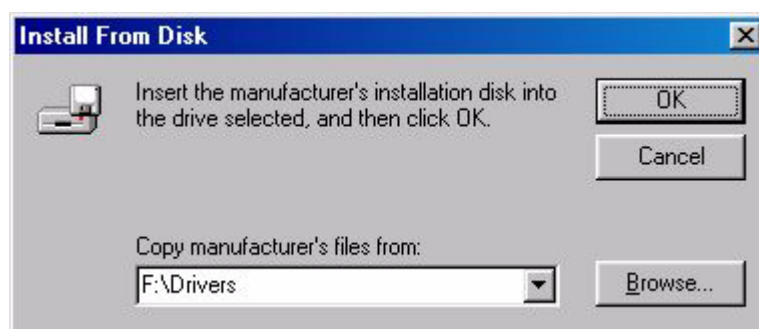 Install From Disk
Insert the manufacturer's installation disk into
the drive selected, and then click OK.
OK
Cancel
Copy manufacturer's files from:
F:\Drivers
Browse...